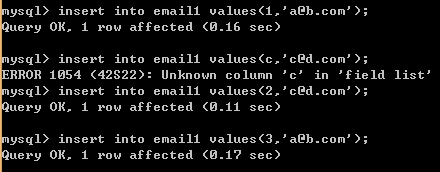 mysql> insert into email1 values(1,'a@b.com');
Query OK, 1 row affected (0.16 sec)
mysql> insert into email1 values(c,'c@d.com');
ERROR 1054 (42S22): Unknown column 'c' in 'field list'
mysql> insert into email1 values(2,'c@d.com');
Query OK, 1 row affected (0.11 sec)
mysql> insert into email1 values(3,'a@b.com');
Query OK, 1 row affected (0.17 sec)